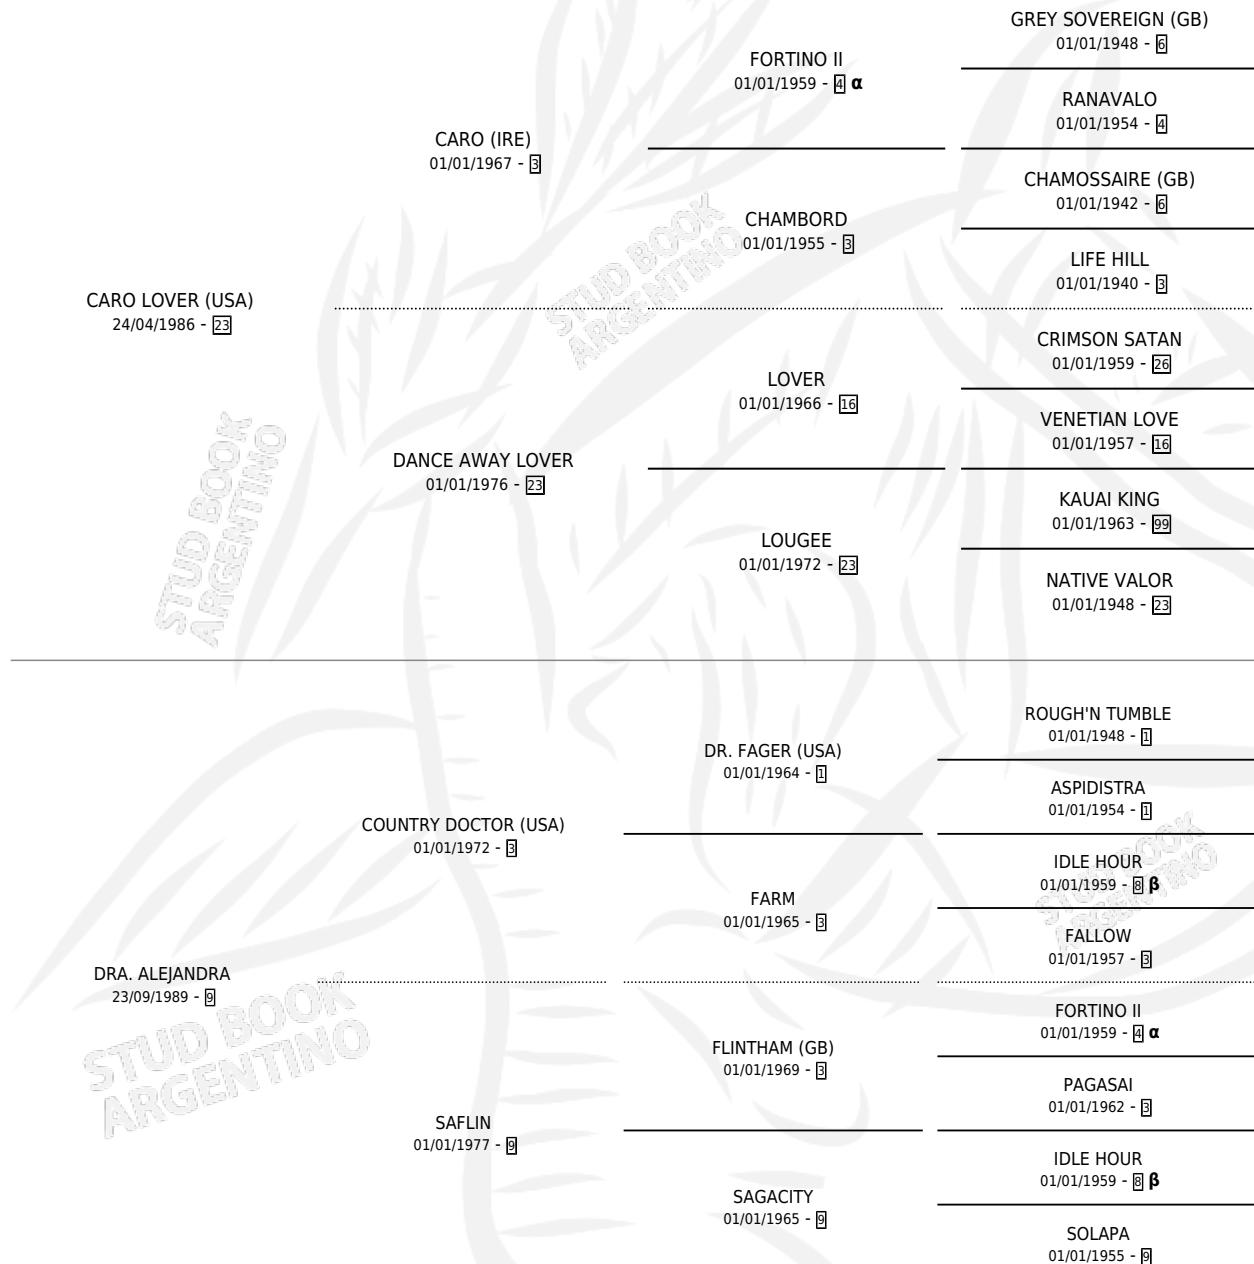 GREY SOVEREIGN (GB)
01/01/1948 - 6
FORTINO II
01/01/1959 - 4 α
RANAVALO
01/01/1954 - 4
CARO (IRE)
01/01/1967 - 3
CHAMOSSAIRE (GB)
01/01/1942 - 6
CHAMBORD
01/01/1955 - 3
LIFE HILL
01/01/1940 - 3
CARO LOVER (USA)
24/04/1986 - 23
CRIMSON SATAN
01/01/1959 - 26
LOVER
01/01/1966 - 16
VENETIAN LOVE
01/01/1957 - 16
DANCE AWAY LOVER
01/01/1976 - 23
KAUAI KING
01/01/1963 - 99
LOUGEE
01/01/1972 - 23
NATIVE VALOR
01/01/1948 - 23
ROUGH'N TUMBLE
01/01/1948 - 1
DR. FAGER (USA)
01/01/1964 - 1
ASPIDISTRA
01/01/1954 - 1
COUNTRY DOCTOR (USA)
01/01/1972 - 3
IDLE HOUR
01/01/1959 - 8 β
FARM
01/01/1965 - 3
FALLOW
01/01/1957 - 3
DRA. ALEJANDRA
23/09/1989 - 9
FORTINO II
01/01/1959 - 4 α
FLINTHAM (GB)
01/01/1969 - 3
PAGASAI
01/01/1962 - 3
SAFLIN
01/01/1977 - 9
IDLE HOUR
01/01/1959 - 8 β
SAGACITY
01/01/1965 - 9
SOLAPA
01/01/1955 - 9
STUD BOOK
ARGENTINO
STUD BOOK
ARGENTINO
STUD BOOK
ARGENTINO
STUD BOOK
ARGENTINO